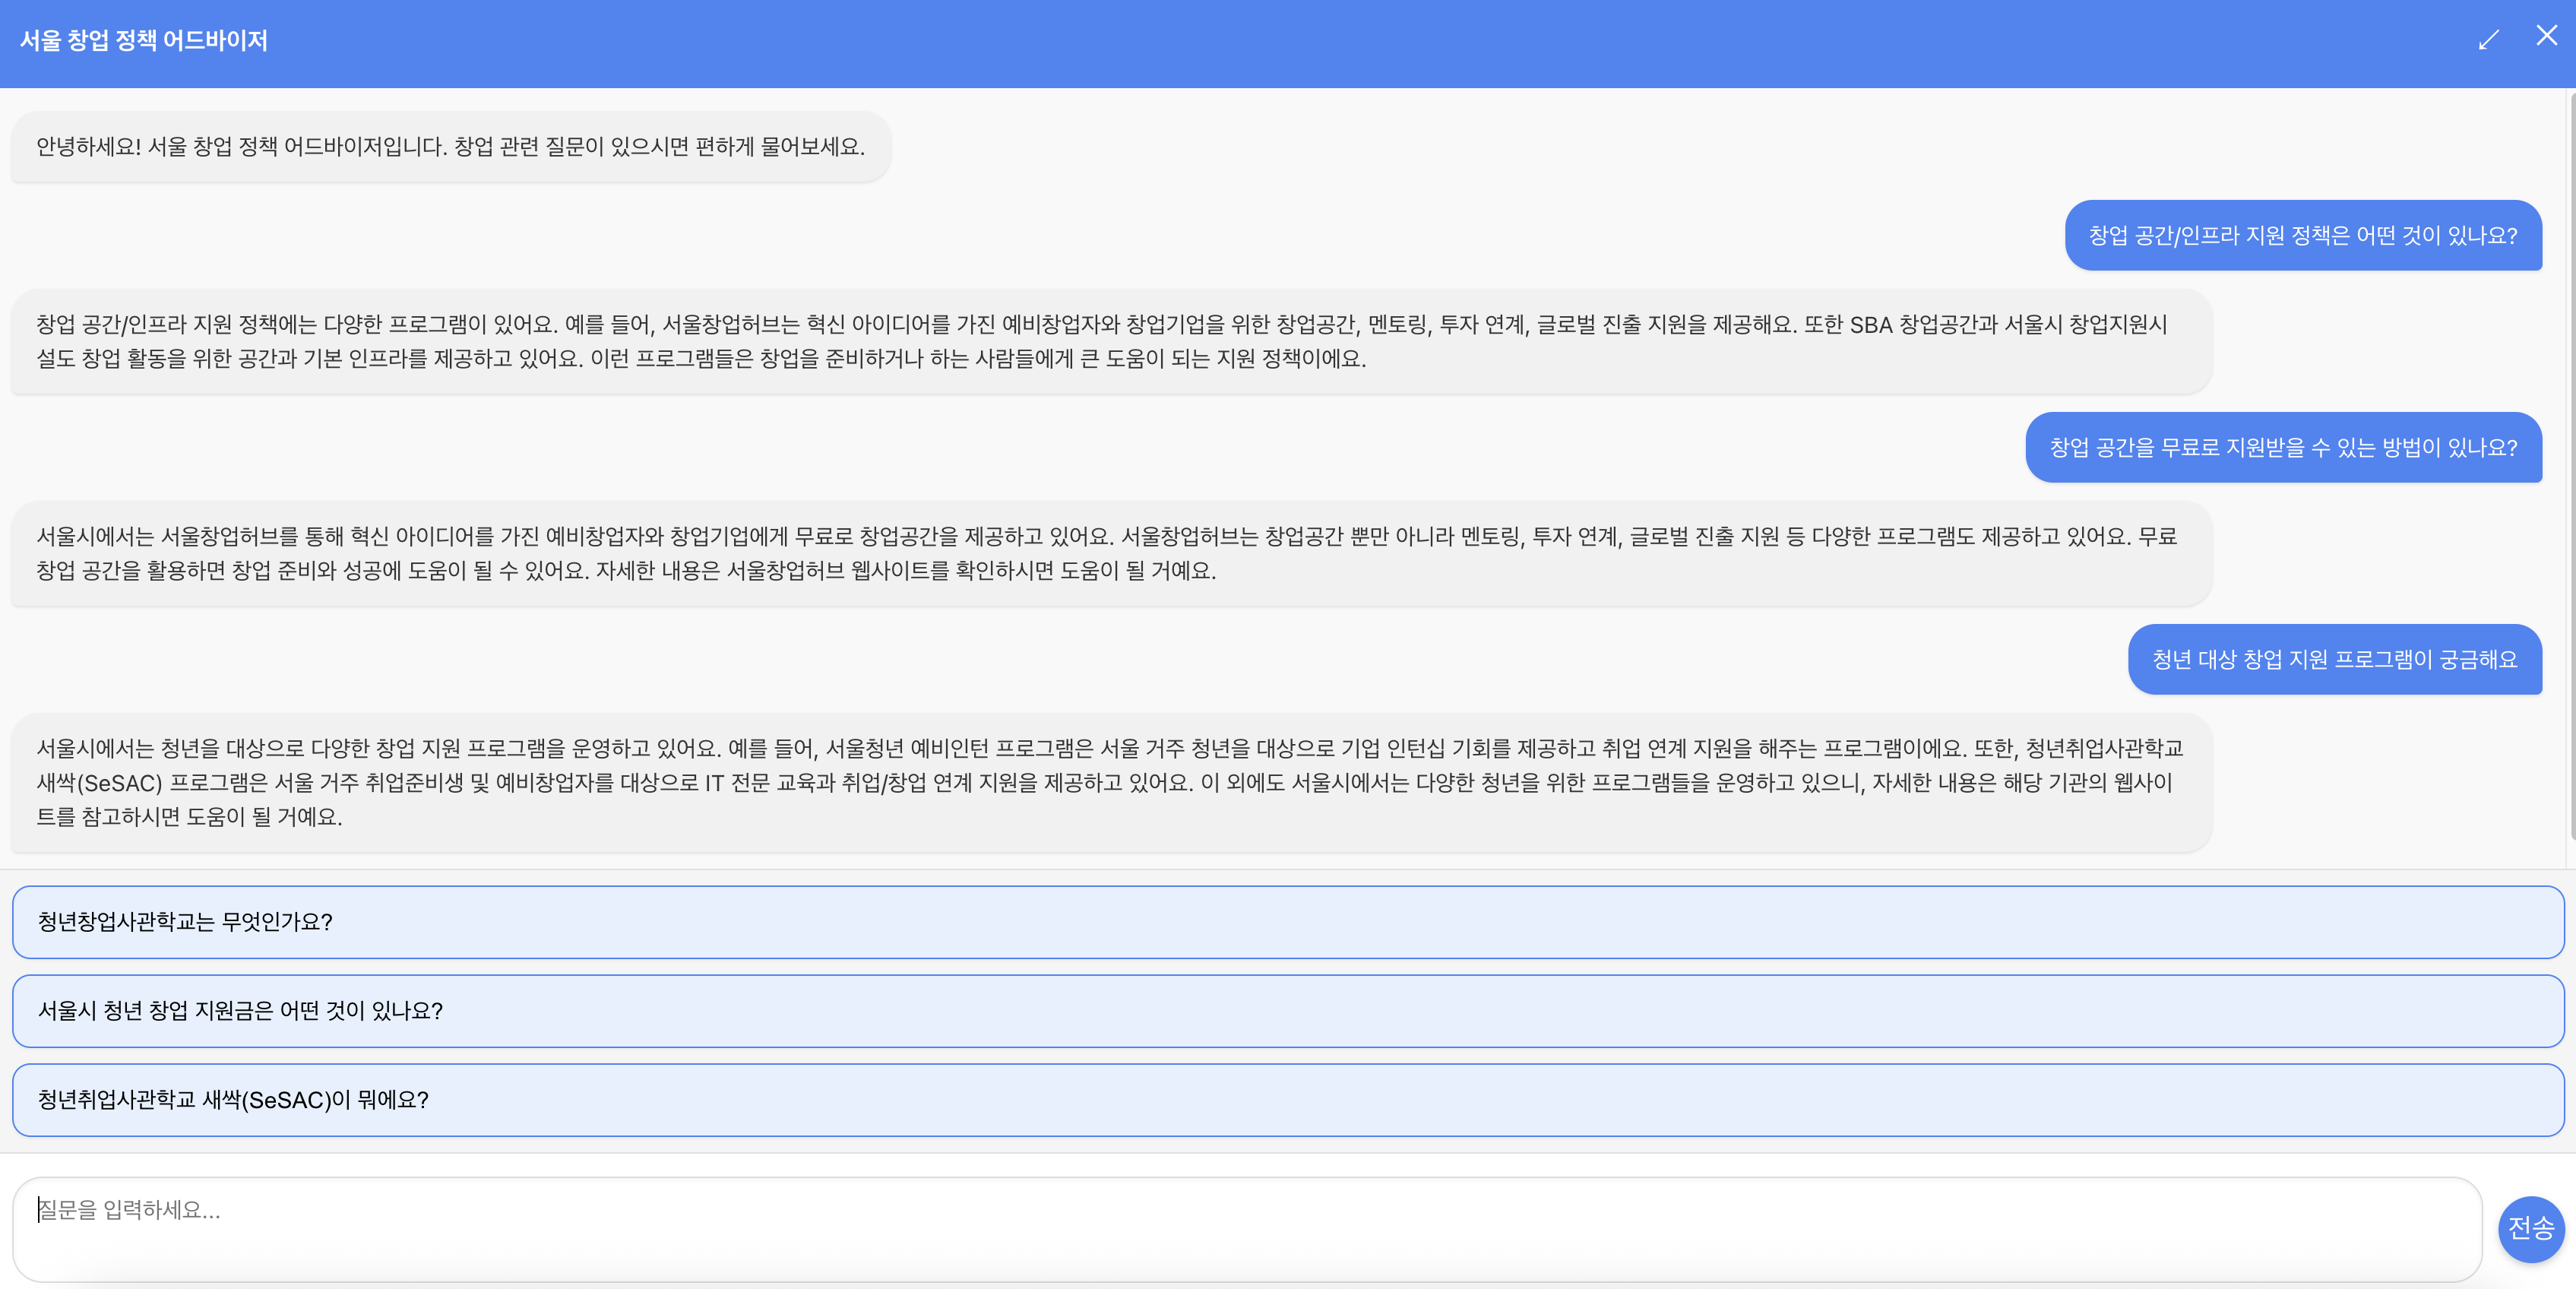 서울 창업 정책 어드바이저
안녕하세요! 서울 창업 정책 어드바이저입니다. 창업 관련 질문이 있으시면 편하게 물어보세요.
창업 공간/인프라 지원 정책은 어떤 것이 있나요?
창업 공간/인프라 지원 정책에는 다양한 프로그램이 있어요. 예를 들어, 서울창업허브는 혁신 아이디어를 가진 예비창업자와 창업기업을 위한 창업공간, 멘토링, 투자 연계, 글로벌 진출 지원을 제공해요. 또한 SBA 창업공간과 서울시 창업지원시
설도 창업 활동을 위한 공간과 기본 인프라를 제공하고 있어요. 이런 프로그램들은 창업을 준비하거나 하는 사람들에게 큰 도움이 되는 지원 정책이에요.
창업 공간을 무료로 지원받을 수 있는 방법이 있나요?
서울시에서는 서울창업허브를 통해 혁신 아이디어를 가진 예비창업자와 창업기업에게 무료로 창업공간을 제공하고 있어요. 서울창업허브는 창업공간 뿐만 아니라 멘토링, 투자 연계, 글로벌 진출 지원 등 다양한 프로그램도 제공하고 있어요. 무료
창업 공간을 활용하면 창업 준비와 성공에 도움이 될 수 있어요. 자세한 내용은 서울창업허브 웹사이트를 확인하시면 도움이 될 거예요.
청년 대상 창업 지원 프로그램이 궁금해요
서울시에서는 청년을 대상으로 다양한 창업 지원 프로그램을 운영하고 있어요. 예를 들어, 서울청년 예비인턴 프로그램은 서울 거주 청년을 대상으로 기업 인턴십 기회를 제공하고 취업 연계 지원을 해주는 프로그램이에요. 또한, 청년취업사관학교
새싹(SeSAC) 프로그램은 서울 거주 취업준비생 및 예비창업자를 대상으로 IT 전문 교육과 취업/창업 연계 지원을 제공하고 있어요. 이 외에도 서울시에서는 다양한 청년을 위한 프로그램들을 운영하고 있으니, 자세한 내용은 해당 기관의 웹사이
트를 참고하시면 도움이 될 거예요.
청년창업사관학교는 무엇인가요?
서울시 청년 창업 지원금은 어떤 것이 있나요?
청년취업사관학교 새싹(SeSAC)이 뭐에요?
질문을 입력하세요...
전송